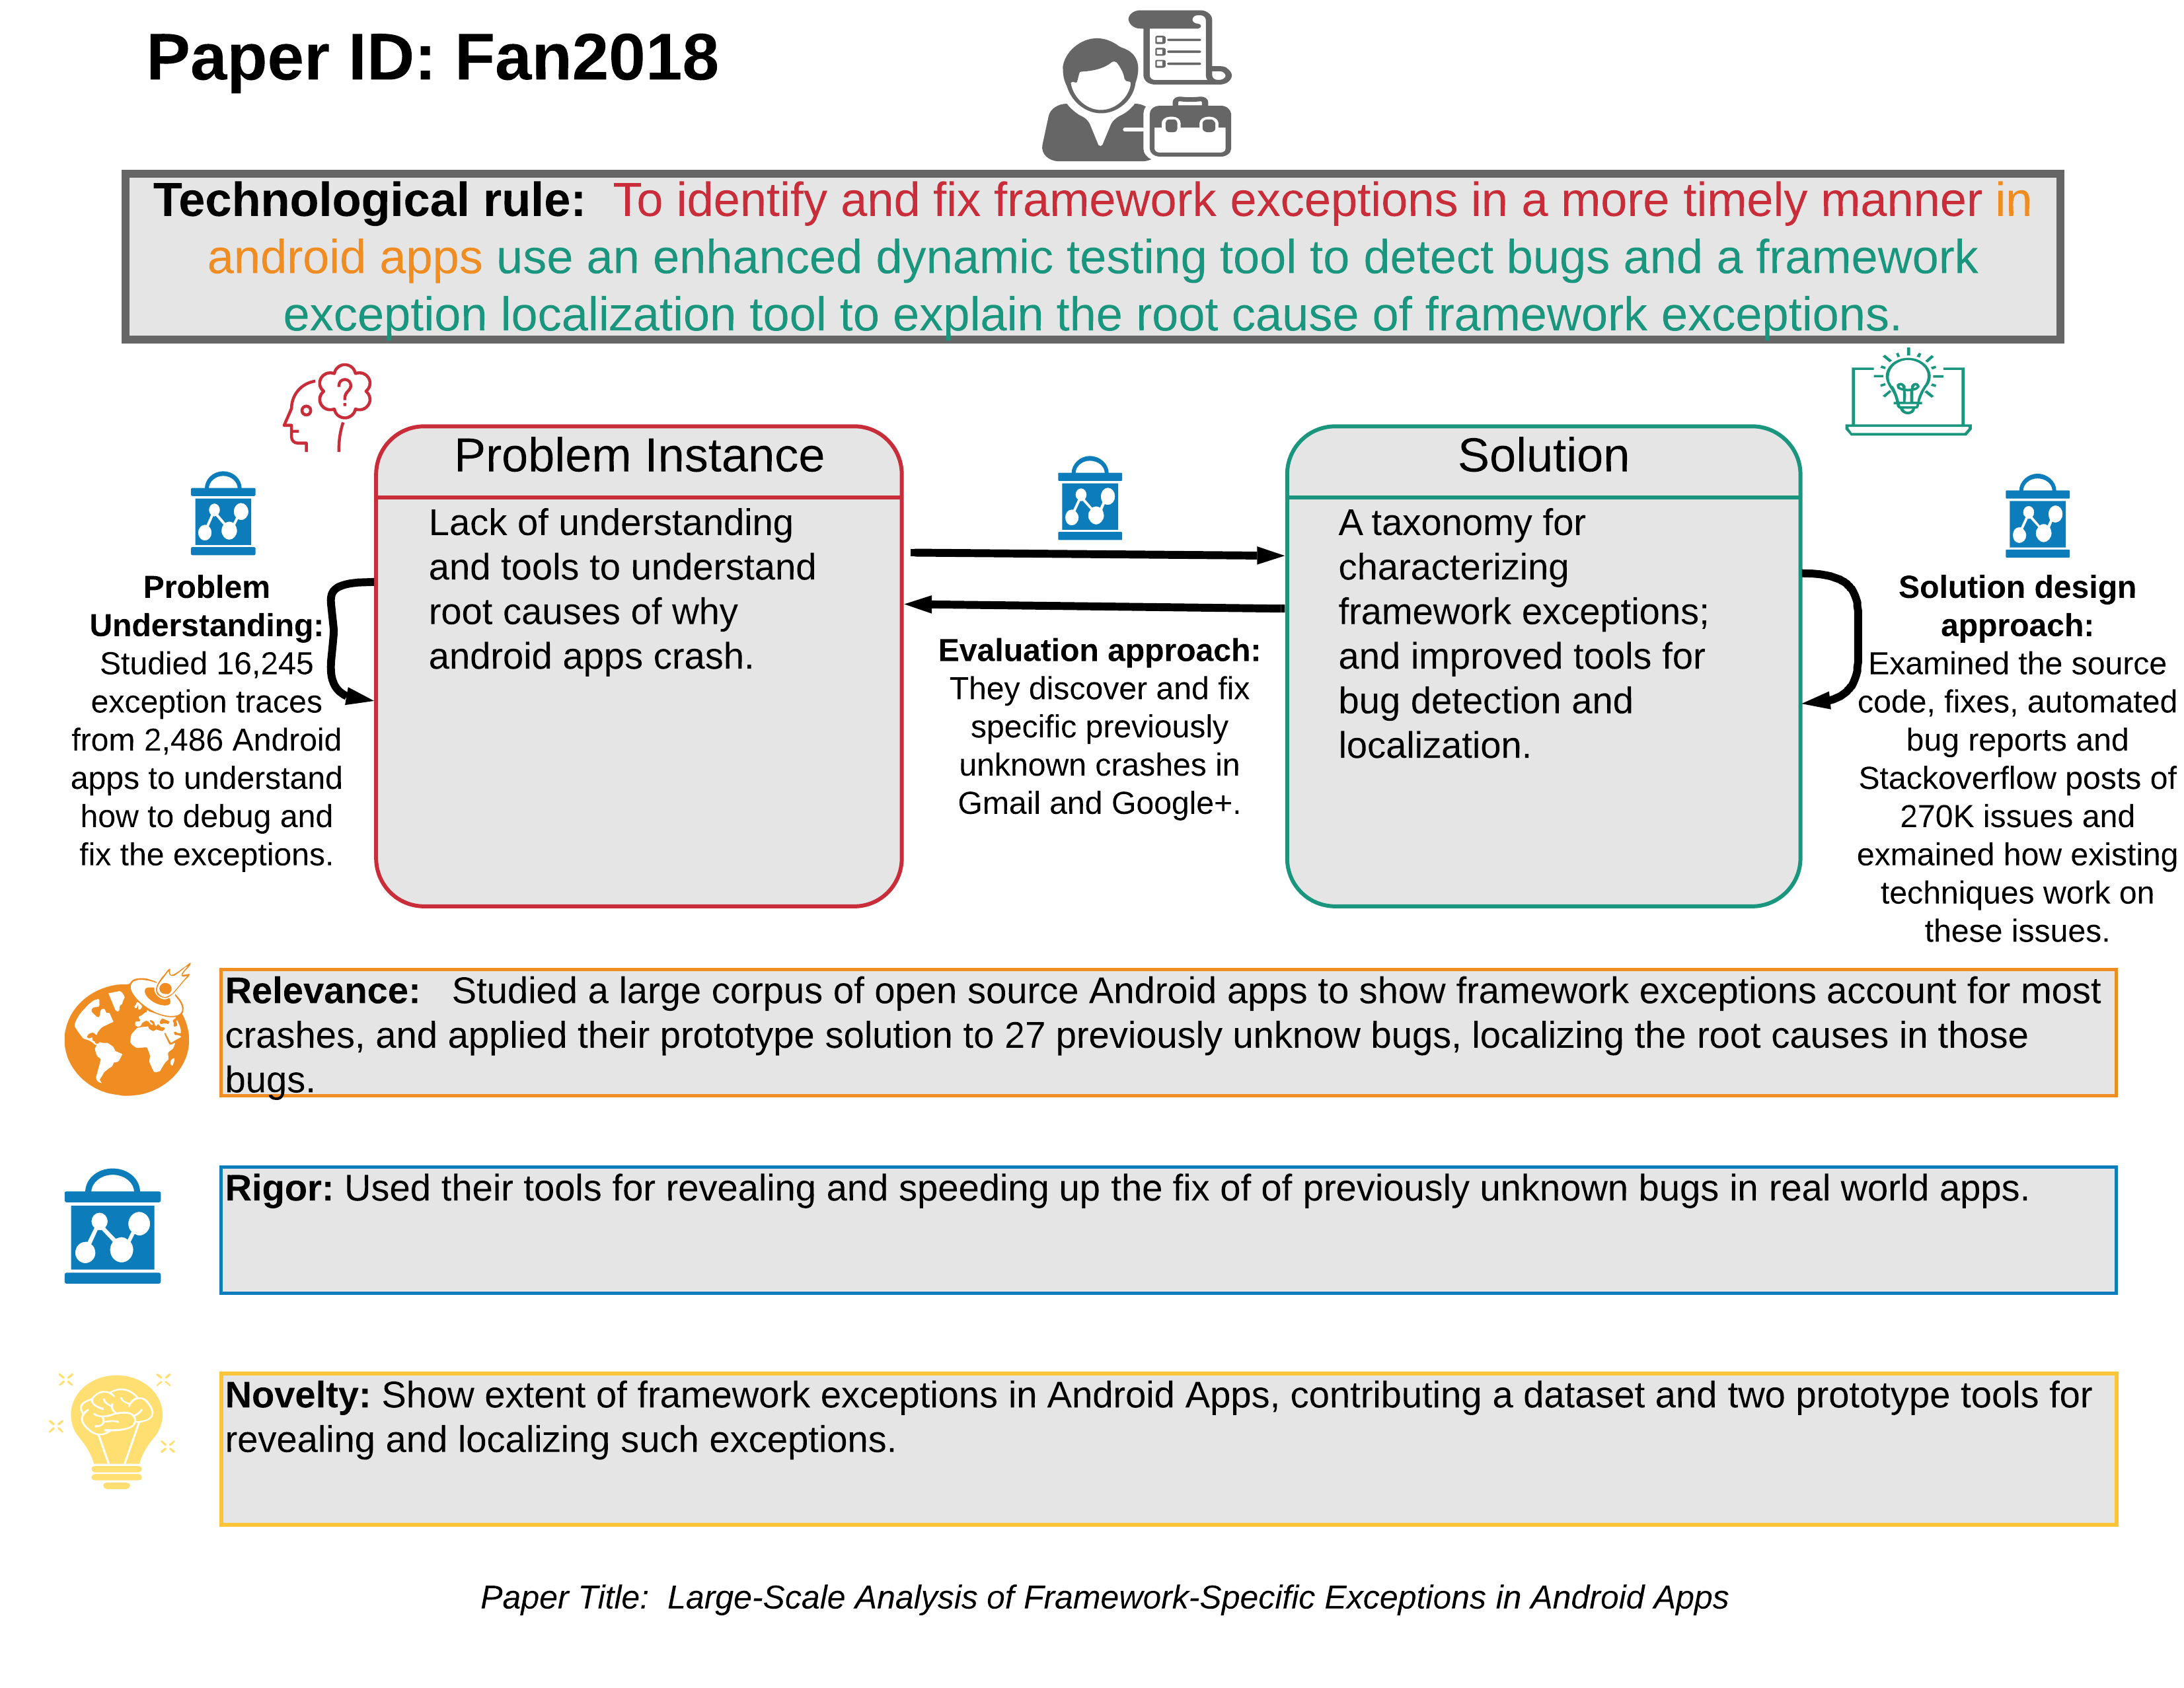 Paper ID: Fan2018
Technological rule: To identify and fix framework exceptions in a more timely manner in
android apps use an enhanced dynamic testing tool to detect bugs and a framework
exception localization tool to explain the root cause of framework exceptions.
?
Problem Instance
Lack of understanding
and tools to understand
root causes of why
android apps crash.
Solution
A taxonomy for
characterizing
framework exceptions;
and improved tools for
bug detection and
localization.
Problem
Understanding:
Studied 16,245
exception traces
from 2,486 Android
apps to understand
how to debug and
fix the exceptions.
Evaluation approach:
They discover and fix
specific previously
unknown crashes in
Gmail and Google+.
Solution design
approach:
Examined the source
code, fixes, automated
bug reports and
Stackoverflow posts of
270K issues and
exmained how existing
techniques work on
these issues.
Relevance: Studied a large corpus of open source Android apps to show framework exceptions account for most
crashes, and applied their prototype solution to 27 previously unknow bugs, localizing the root causes in those
bugs.
Rigor: Used their tools for revealing and speeding up the fix of of previously unknown bugs in real world apps.
Novelty: Show extent of framework exceptions in Android Apps, contributing a dataset and two prototype tools for
revealing and localizing such exceptions.
Paper Title: Large-Scale Analysis of Framework-Specific Exceptions in Android Apps